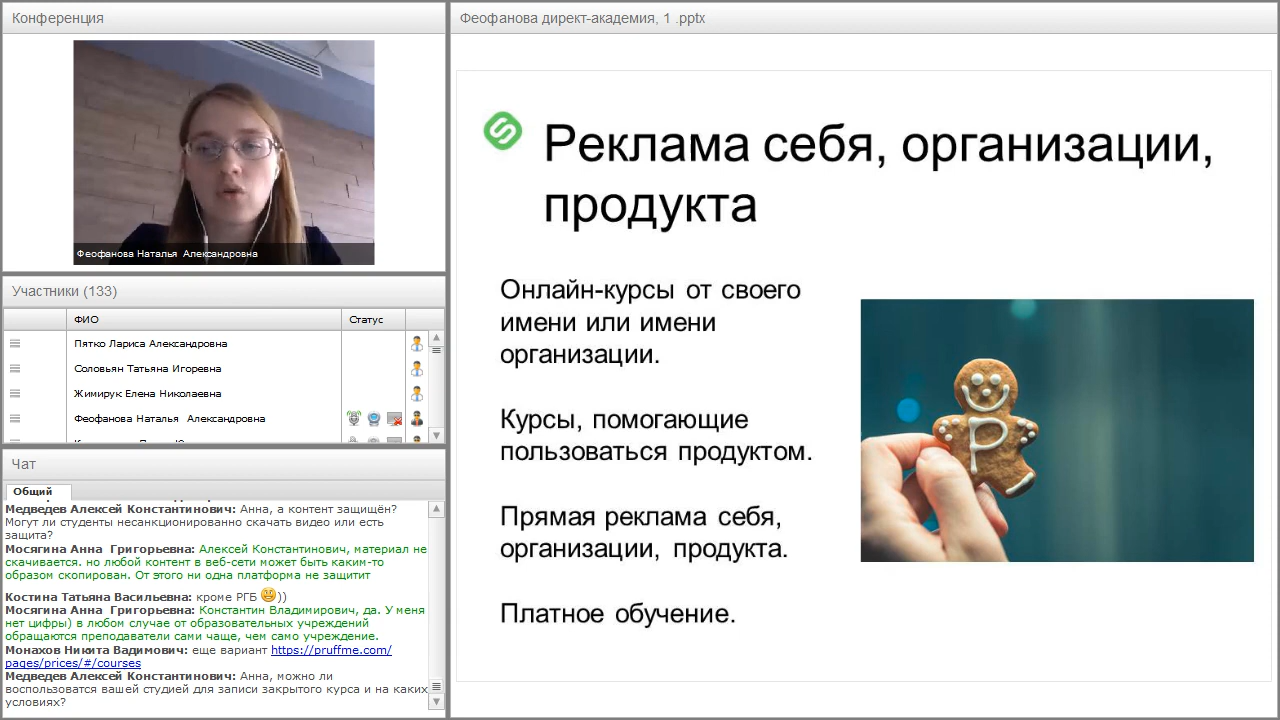 Конференция
Феофанова Наталья Александровна
Участники (133)
ФИО
Статус
Пятко Лариса Александровна
Соловьян Татьяна Игоревна
Жимирук Елена Николаевна
Феофанова Наталья Александровна
Чат
Общий
Медведев Алексей Константинович: Анна, а контент защищён?
Могут ли студенты несанкционировано скачать видео или есть
защита?
Мосягина Анна Григорьевна: Алексей Константинович, материал не
скачивается. но любой контент в веб-сети может быть каким-то
образом скопирован. От этого ни одна платформа не защитит
Костина Татьяна Васильевна: кроме РГБ ))
Мосягина Анна Григорьевна: Константин Владимирович, да. У меня
нет цифры) в любом случае от образовательных учреждений
обращаются преподаватели сами чаще, чем само учреждение.
Монахов Никита Вадимович: еще вариант https://pruffme.com/
pages/prices/#/courses
Медведев Алексей Константинович: Анна, можно ли
воспользоватся вашей студией для записи закрытого курса и на каких
условиях?
Феофанова директ-академия, 1 .pptx
Реклама себя, организации,
продукта
Онлайн-курсы от своего
имени или имени
организации.
Курсы, помогающие
пользоваться продуктом.
Прямая реклама себя,
организации, продукта.
Платное обучение.
P